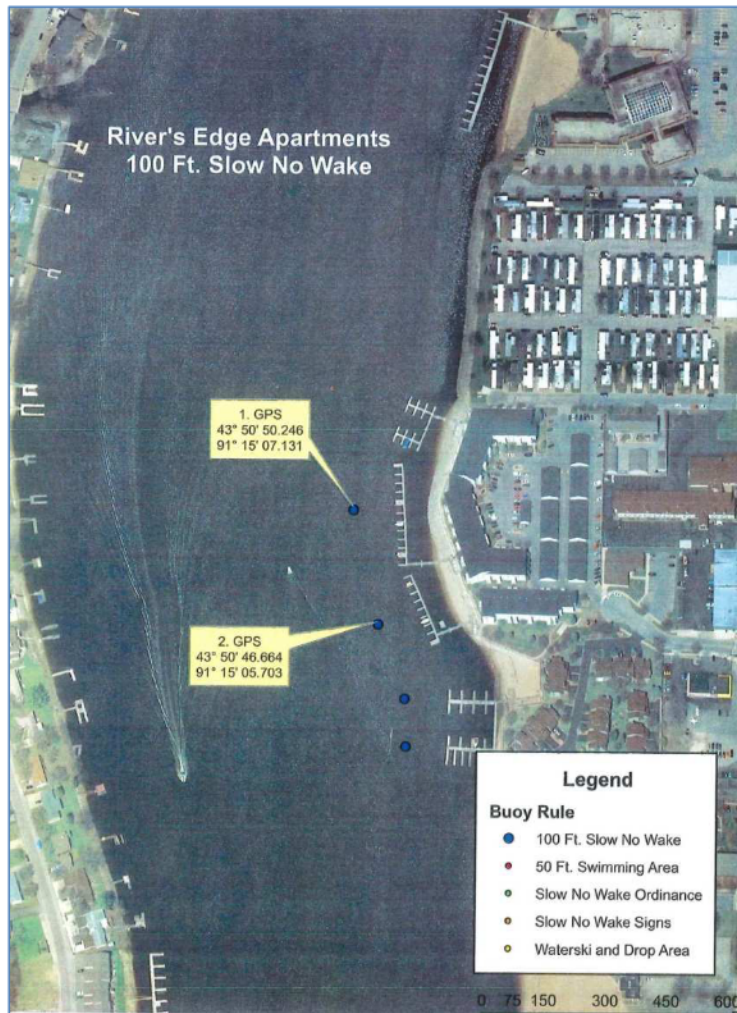 River's Edge Apartments
100 Ft. Slow No Wake
1. GPS
43° 50' 50.246
91° 15' 07.131
2. GPS
43° 50' 46.664
91° 15' 05.703
Legend
Buoy Rule
100 Ft. Slow No Wake
50 Ft. Swimming Area
Slow No Wake Ordinance
Slow No Wake Signs
Waterski and Drop Area
0 75 150 300 450 600